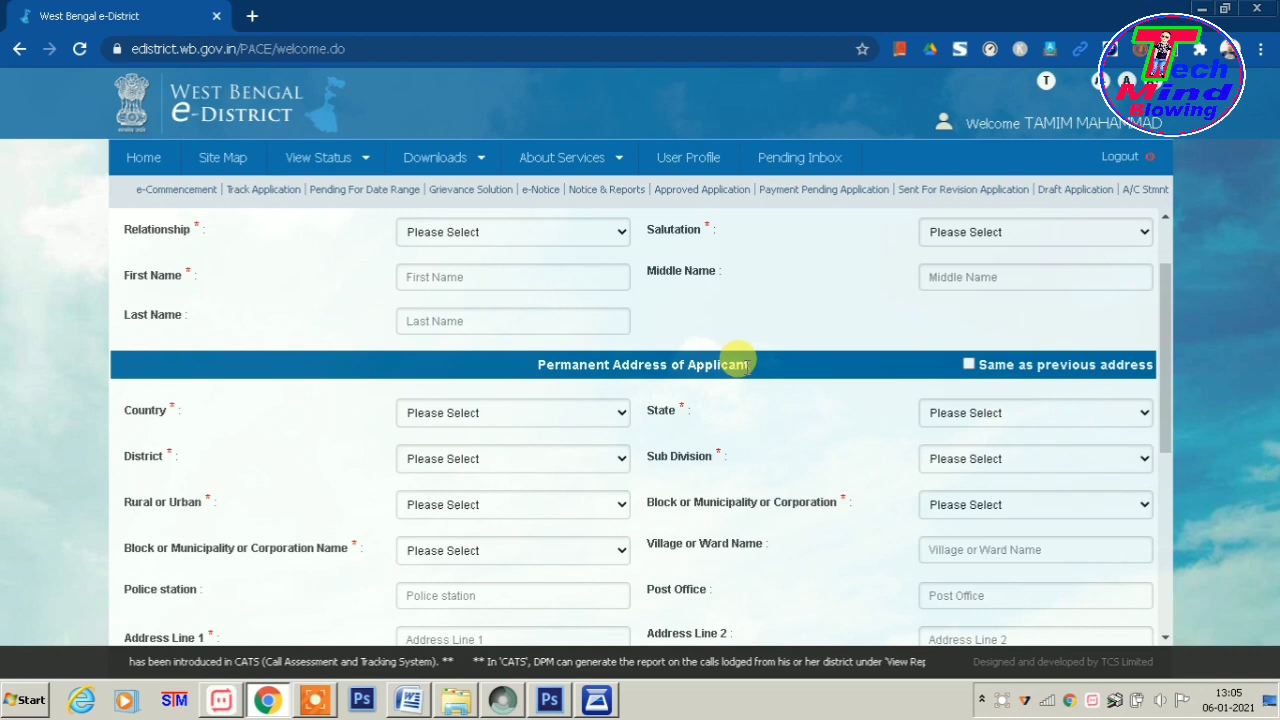 West Bengal e-District
edistrict.wb.gov.in/PACE/welcome.do
Tech
Mind
Blowing
WEST BENGAL
e-DISTRICT
T
A
Welcome TAMIM MAHAMMAD
Home Site Map View Status Downloads About Services User Profile Pending Inbox Logout
e-Commencement | Track Application | Pending For Date Range | Grievance Solution | e-Notice | Notice & Reports | Approved Application | Payment Pending Application | Sent For Revision Application | Draft Application | A/C Stmnt
Relationship * : Please Select Salutation * : Please Select
First Name * : First Name Middle Name : Middle Name
Last Name : Last Name
Permanent Address of Applicant Same as previous address
Country * : Please Select State * : Please Select
District * : Please Select Sub Division * : Please Select
Rural or Urban * : Please Select Block or Municipality or Corporation * : Please Select
Block or Municipality or Corporation Name * : Please Select Village or Ward Name : Village or Ward Name
Police station : Police station Post Office : Post Office
Address Line 1 * : Address Line 1 Address Line 2 : Address Line 2
has been introduced in CATS (Call Assessment and Tracking System). ** ** In 'CATS', DPM can generate the report on the calls lodged from his or her district under 'View Rep Designed and developed by TCS Limited
Start STM Ps W Ps 13:05
06-01-2021